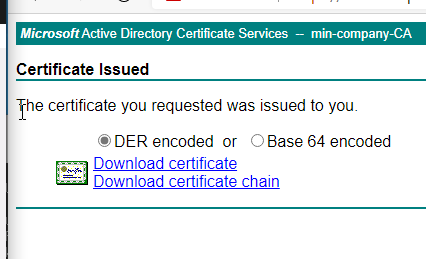 Microsoft Active Directory Certificate Services -- min-company-CA
Certificate Issued
The certificate you requested was issued to you.
DER encoded or Base 64 encoded
Download certificate
Download certificate chain